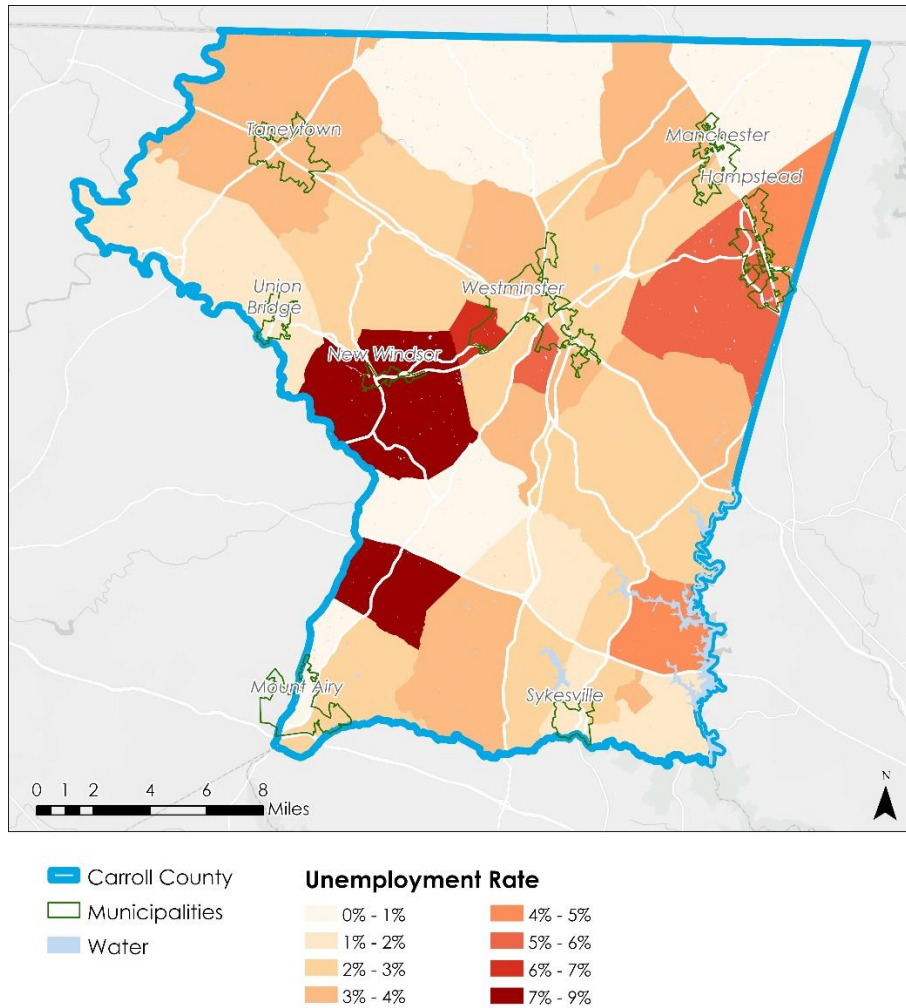 Taneytown
Manchester
Hampstead
Union
Bridge
Westminster
New Windsor
Mount Airy
Sykesville
0 1 2 4 6 8
Miles
N
Carroll County
Municipalities
Water
Unemployment Rate
0% - 1%
1% - 2%
2% - 3%
3% - 4%
4% - 5%
5% - 6%
6% - 7%
7% - 9%